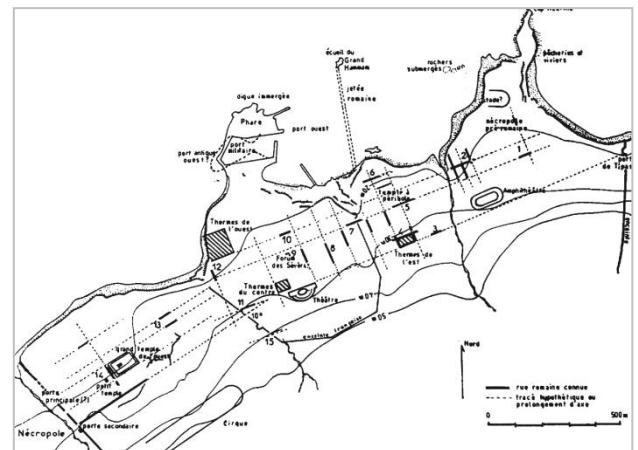 pêcheries et
viviers
écueil du
Grand Hammam
rochers
submergés
jetée
romaine
digue immergée
Phare
port ouest
port
militaire
port antique
ouest?
stade?
nécropole
pré romaine
2
6
temple à
péribole
5
Amphithéâtre
porte
de Tipasa
Thermes de
l'ouest
10
7
9
Forum
des Sévères
8
3
Thermes
de l'est
12
Thermes
du centre
Théâtre
11
10*
15
enceinte française
13
Grand temple
de l'ouest
14
petit
temple
porte
principale(?)
porte secondaire
Nécropole
Cirque
Nord
rue romaine connue
tracé hypothétique ou
prolongement d'axe
0
500m